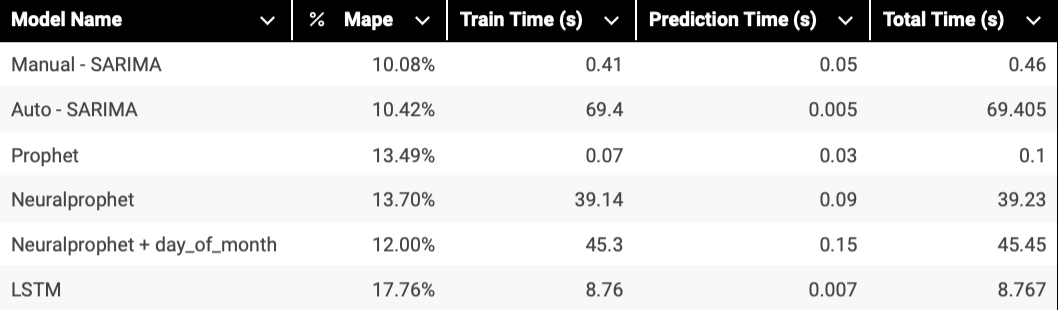 Model Name % Mape Train Time (s) Prediction Time (s) Total Time (s)
Manual - SARIMA 10.08% 0.41 0.05 0.46
Auto - SARIMA 10.42% 69.4 0.005 69.405
Prophet 13.49% 0.07 0.03 0.1
Neuralprophet 13.70% 39.14 0.09 39.23
Neuralprophet + day_of_month 12.00% 45.3 0.15 45.45
LSTM 17.76% 8.76 0.007 8.767